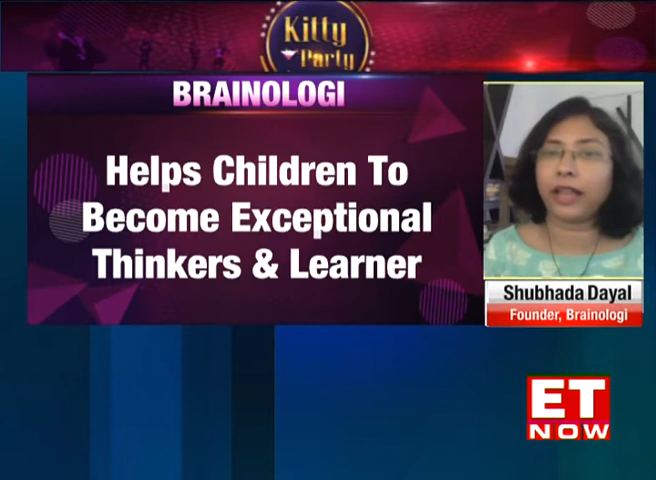 Kitty
Party
BRAINOLOGI
Helps Children To
Become Exceptional
Thinkers & Learner
Shubhada Dayal
Founder, Brainologi
ET
NOW